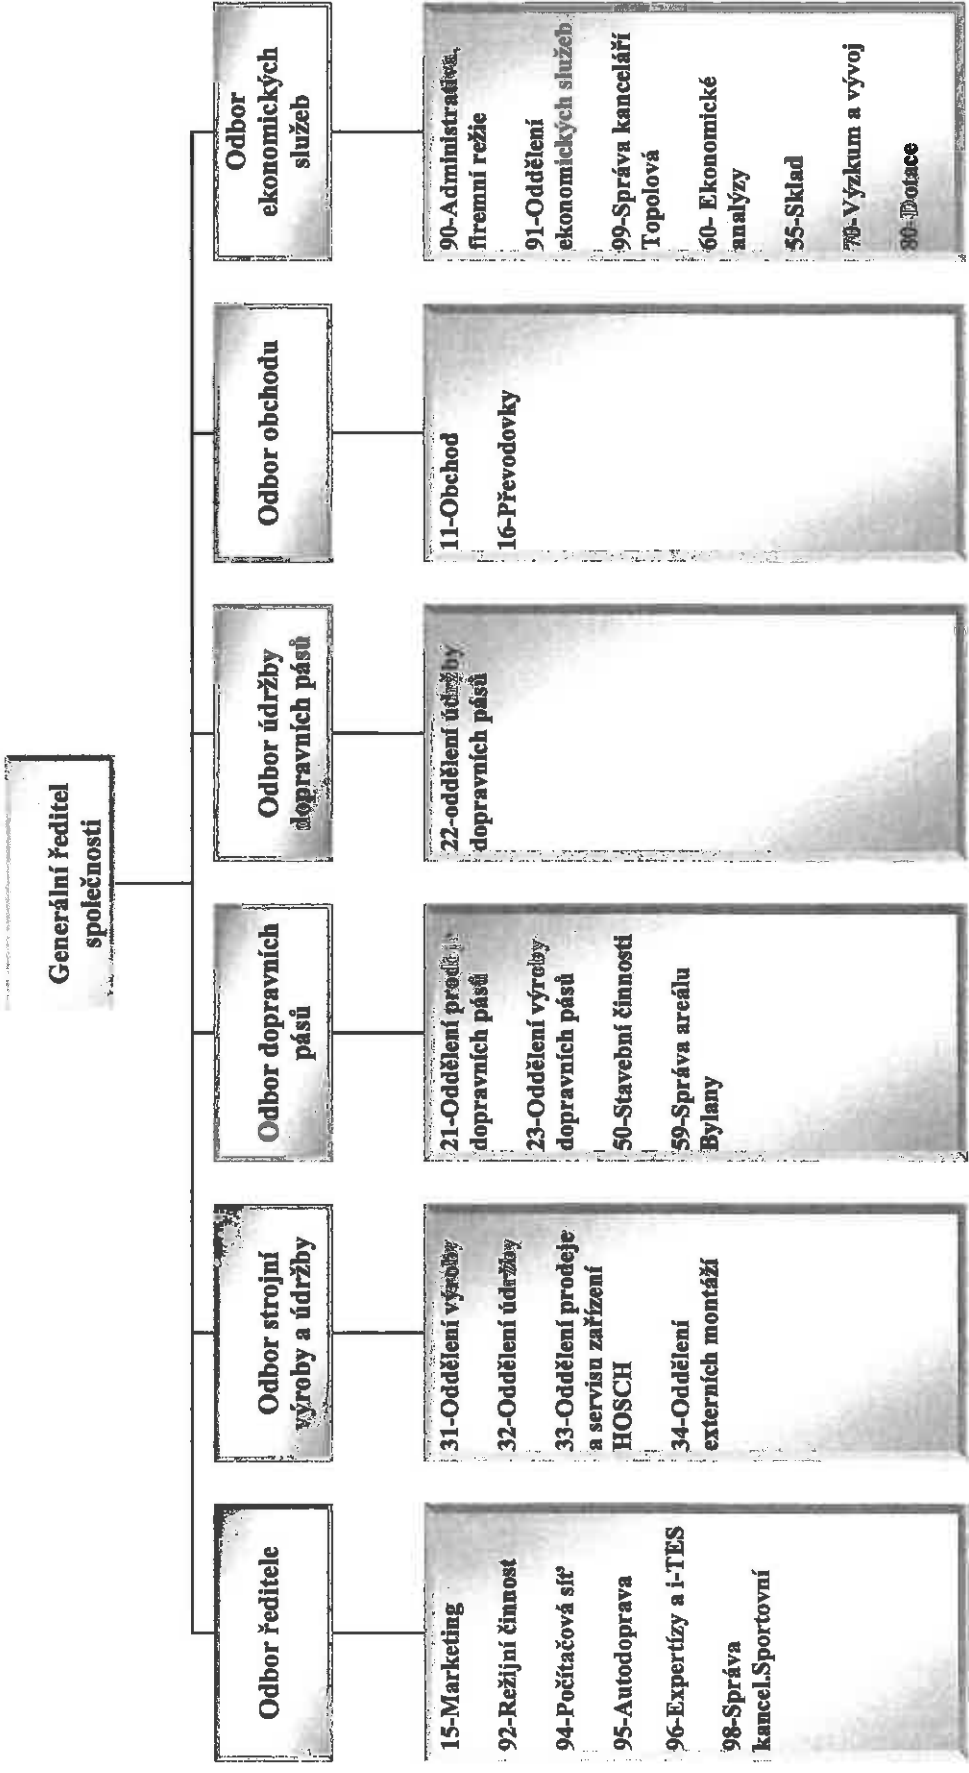 Generální ředitel
společnosti
Odbor ředitele
15-Marketing
92-Režijní činnost
94-Počítačová síť
95-Autodoprava
96-Expertízy a i-TES
98-Správa
kancel.Sportovní
Odbor strojní
výroby a údržby
31-Oddělení výroby
32-Oddělení údržby
33-Oddělení prodeje
a servisu zařízení
HOSCH
34-Oddělení
externích montáží
Odbor dopravních
pásů
21-Oddělení prodeje
dopravních pásů
23-Oddělení výroby
dopravních pásů
50-Stavební činnosti
59-Správa areálu
Bylany
Odbor údržby
dopravních pásů
22-oddělení údržby
dopravních pásů
Odbor obchodu
11-Obchod
16-Převodovky
Odbor
ekonomických
služeb
90-Administrativa,
firemní režie
91-Oddělení
ekonomických služeb
99-Správa kanceláří
Topolová
60- Ekonomické
analýzy
55-Sklad
70-Výzkum a vývoj
80-Dotace